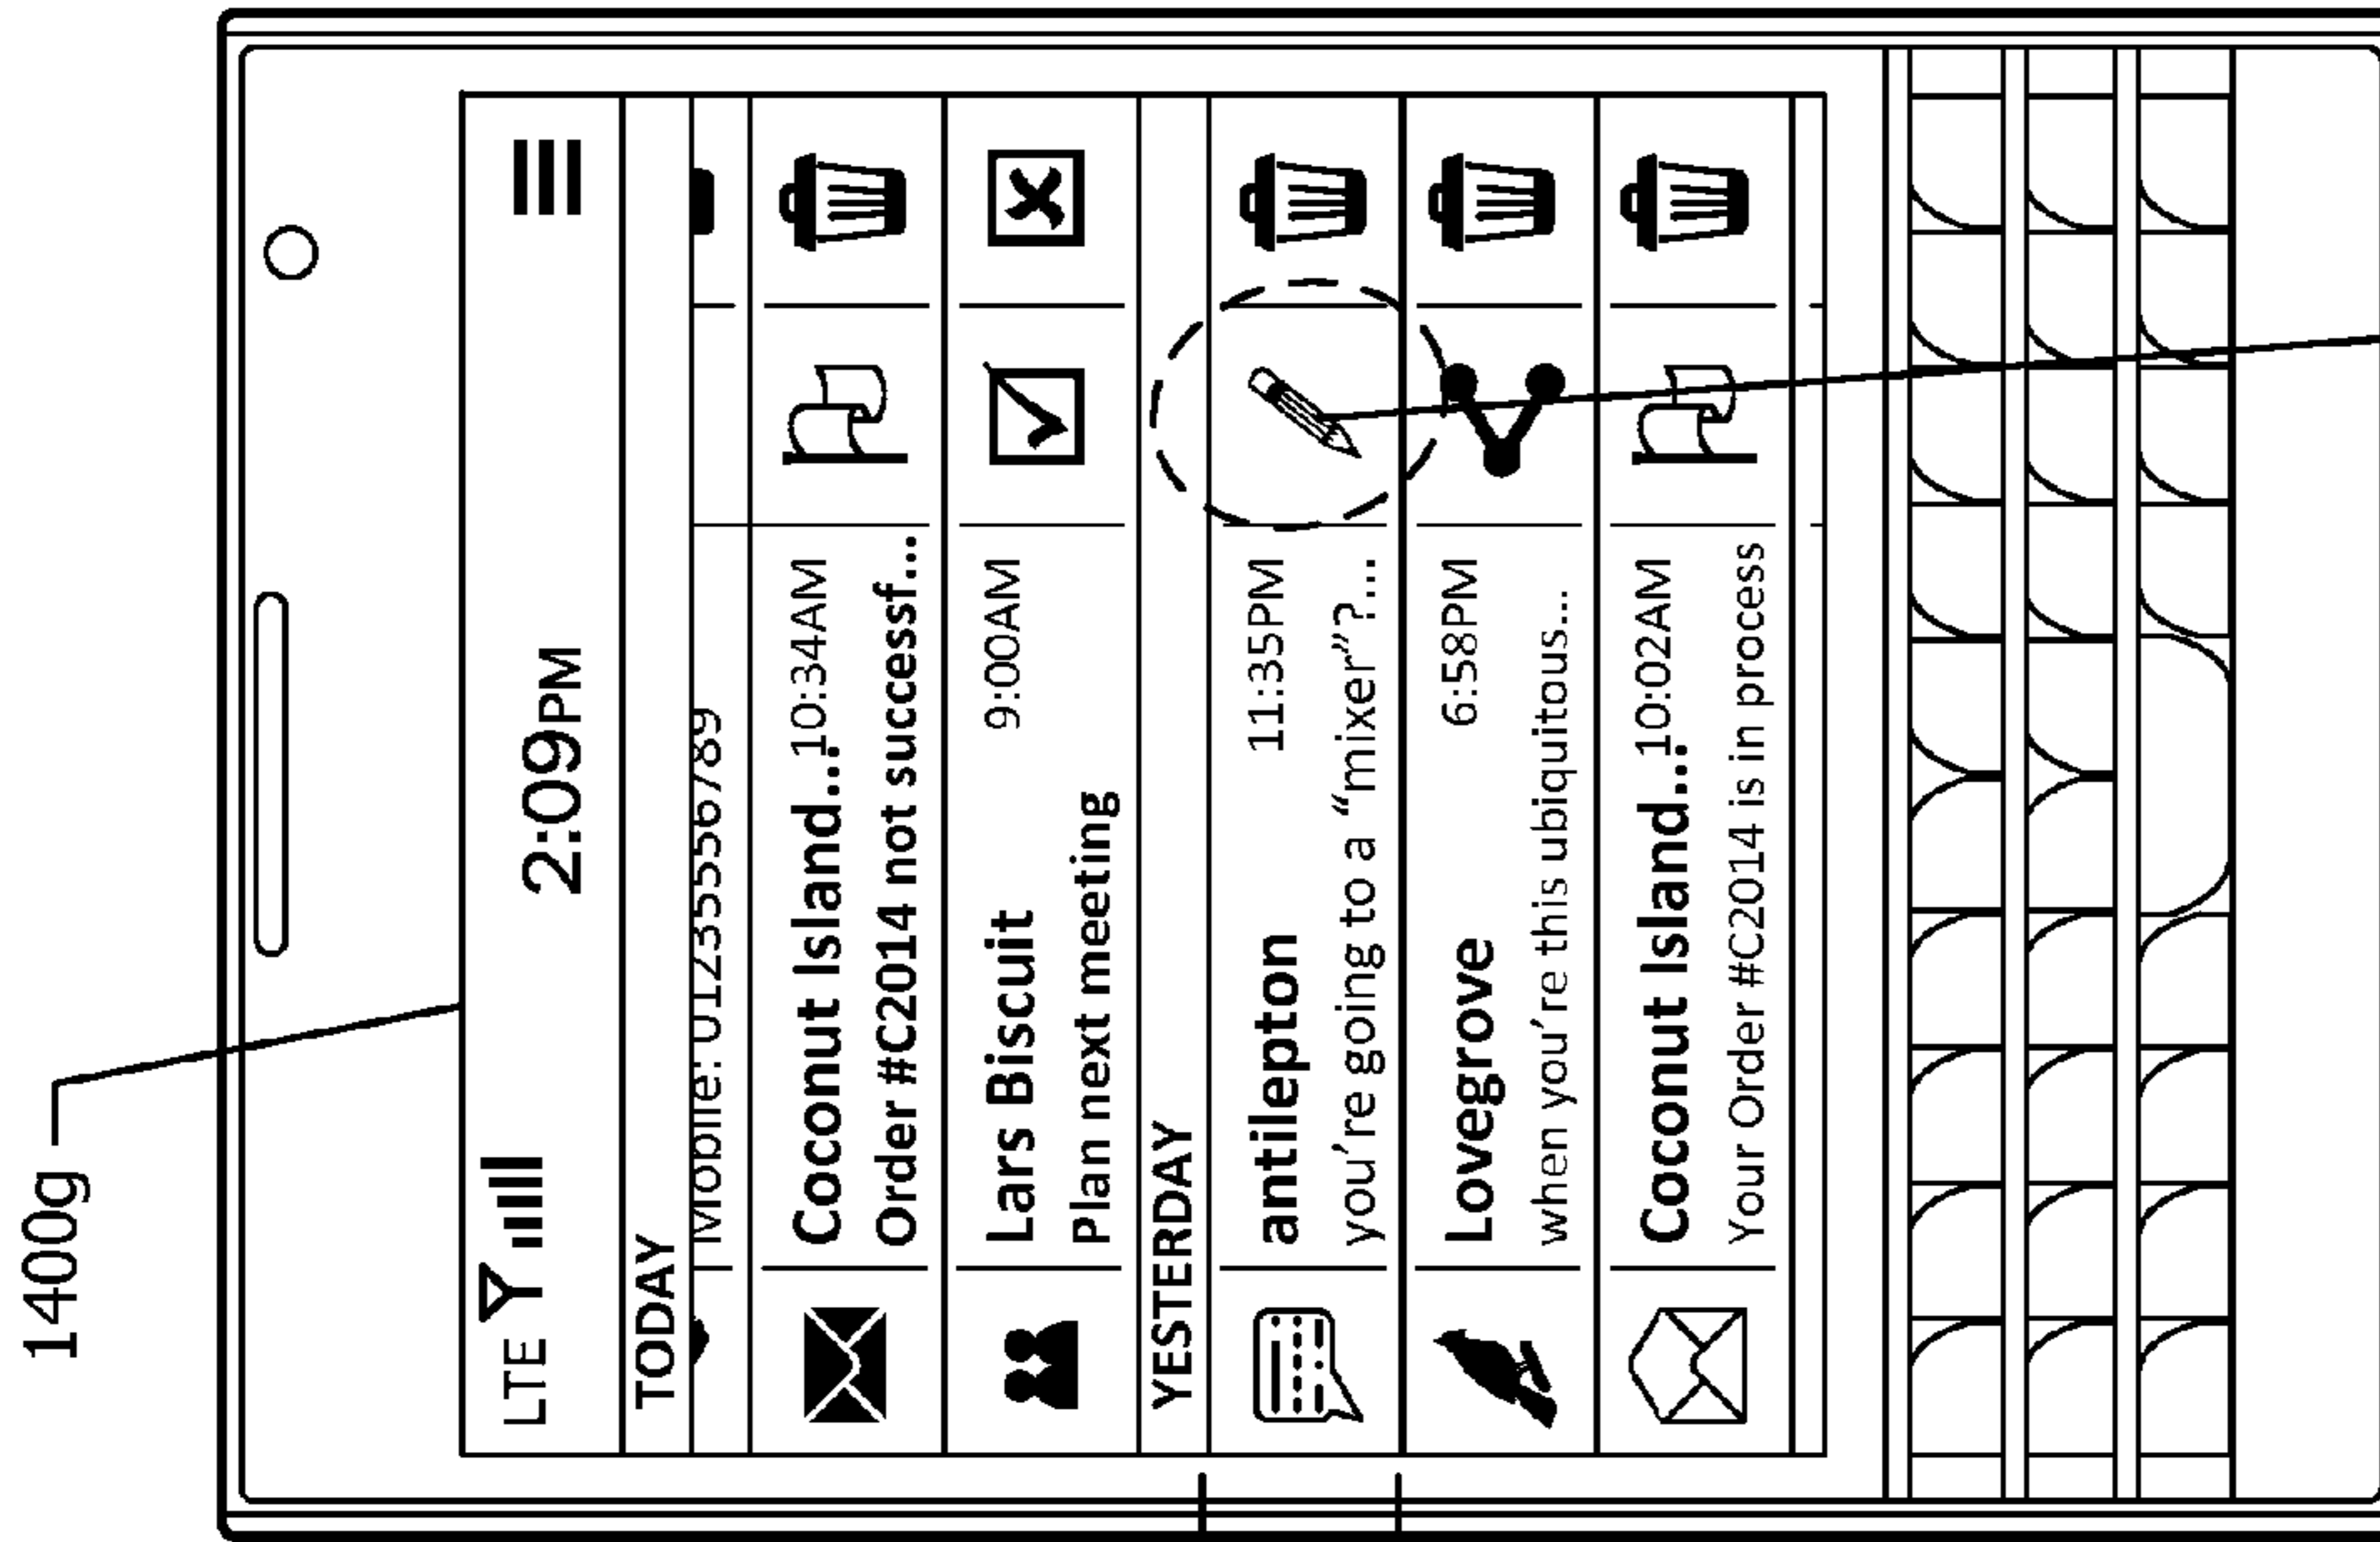 1400g
LTE 2:09PM
TODAY
Mobile: 01235556789
Coconut Island... 10:34AM
Order #C2014 not successf...
Lars Biscuit 9:00AM
Plan next meeting
YESTERDAY
antilepton 11:35PM
you're going to a “mixer”?...
Lovegrove 6:58PM
when you're this ubiquitous...
Coconut Island... 10:02AM
Your Order #C2014 is in process